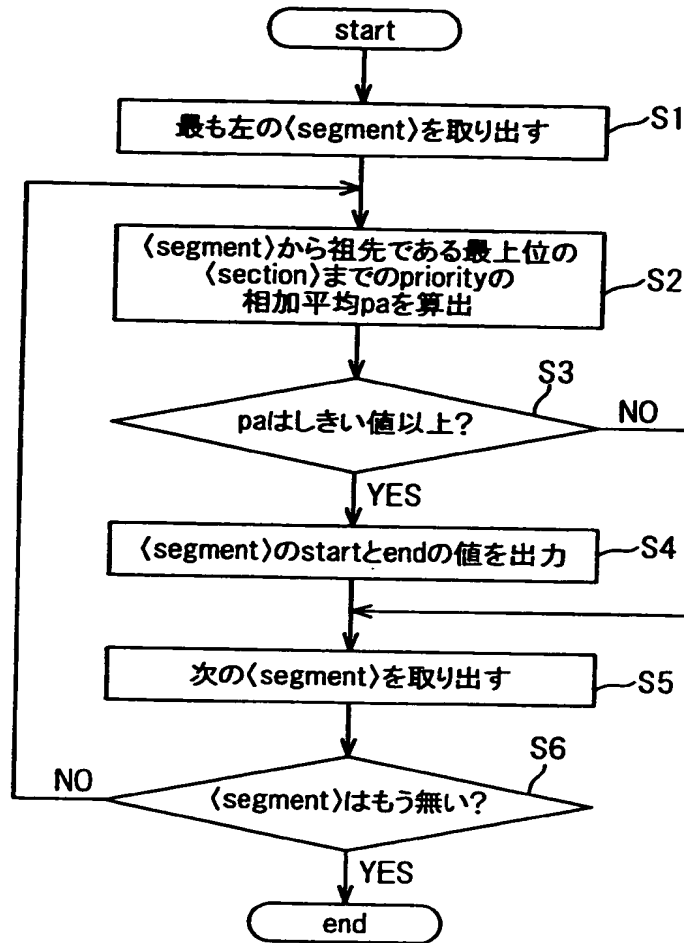 start
最も左の〈segment〉を取り出す
S1
〈segment〉から祖先である最上位の
〈section〉までのpriorityの
相加平均paを算出
S2
S3
paはしきい値以上?
NO
YES
〈segment〉のstartとendの値を出力
S4
次の〈segment〉を取り出す
S5
S6
NO
〈segment〉はもう無い?
YES
end